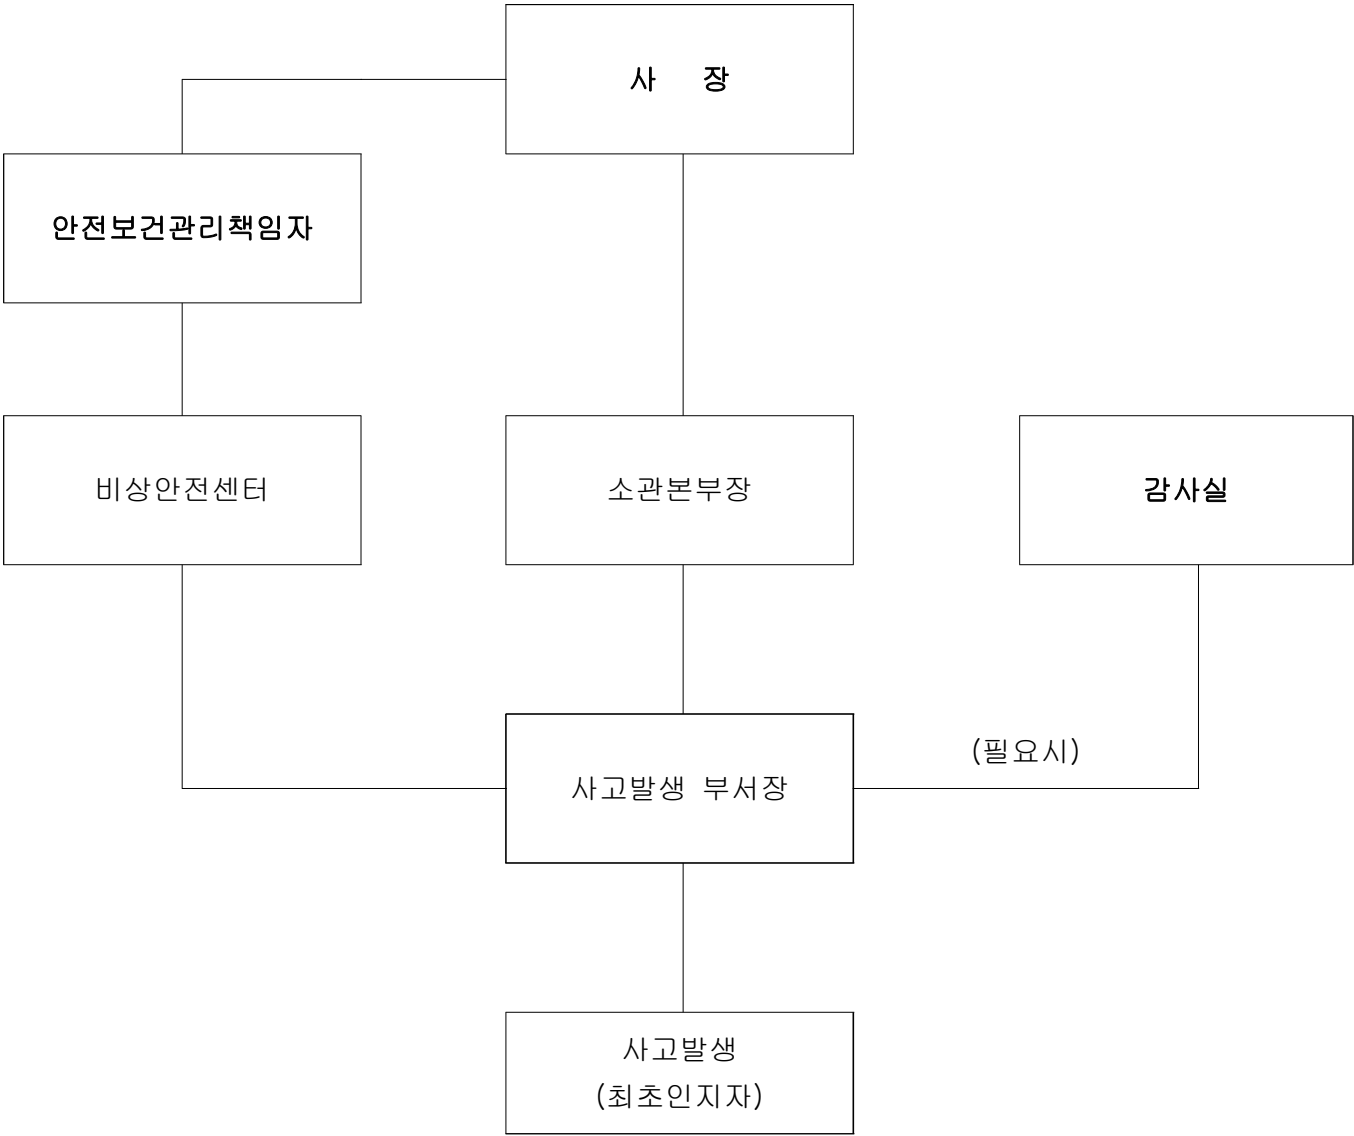 사 장
안전보건관리책임자
비상안전센터
소관본부장
감사실
(필요시)
사고발생 부서장
사고발생
(최초인지자)